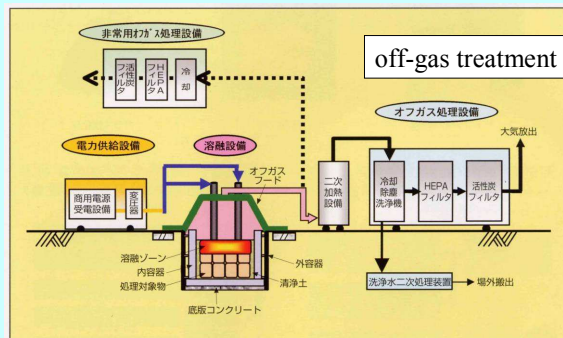 非常用オフガス処理設備
活性炭フィルタ
HEPAフィルタ
冷却
off-gas treatment
オフガス処理設備
大気放出
電力供給設備
溶融設備
オフガスフード
商用電源
受電設備
変圧器
二次
加熱
設備
冷却
除塵
洗浄機
HEPA
フィルタ
活性炭
フィルタ
溶融ゾーン
内容器
処理対象物
外容器
清浄土
底版コンクリート
洗浄水二次処理装置
場外搬出